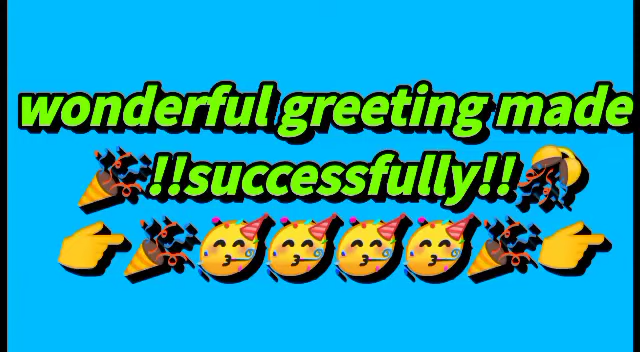 wonderful greeting made
🎉!!successfully!!🎊
👉🎉🥳🥳🥳🥳🎉👉